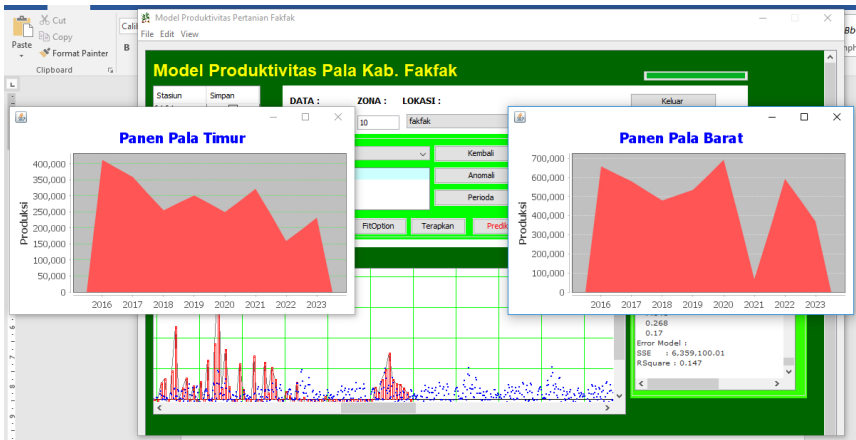 Cut
Copy
Paste
Format Painter
Clipboard
Cali
B
Bb
Model Produktivitas Pertanian Fakfak
File Edit View
Model Produktivitas Pala Kab. Fakfak
Stasiun Simpan
DATA : ZONA : LOKASI :
Keluar
10 fakfak
Kembali
Anomali
Perioda
FitOption Terapkan
Panen Pala Timur
Produksi
400,000
350,000
300,000
250,000
200,000
150,000
100,000
50,000
0
2016 2017 2018 2019 2020 2021 2022 2023
Panen Pala Barat
Produksi
700,000
600,000
500,000
400,000
300,000
200,000
100,000
0
2016 2017 2018 2019 2020 2021 2022 2023
0.268
0.17
Error Model :
SSE : 6,359,100.01
RSquare : 0.147